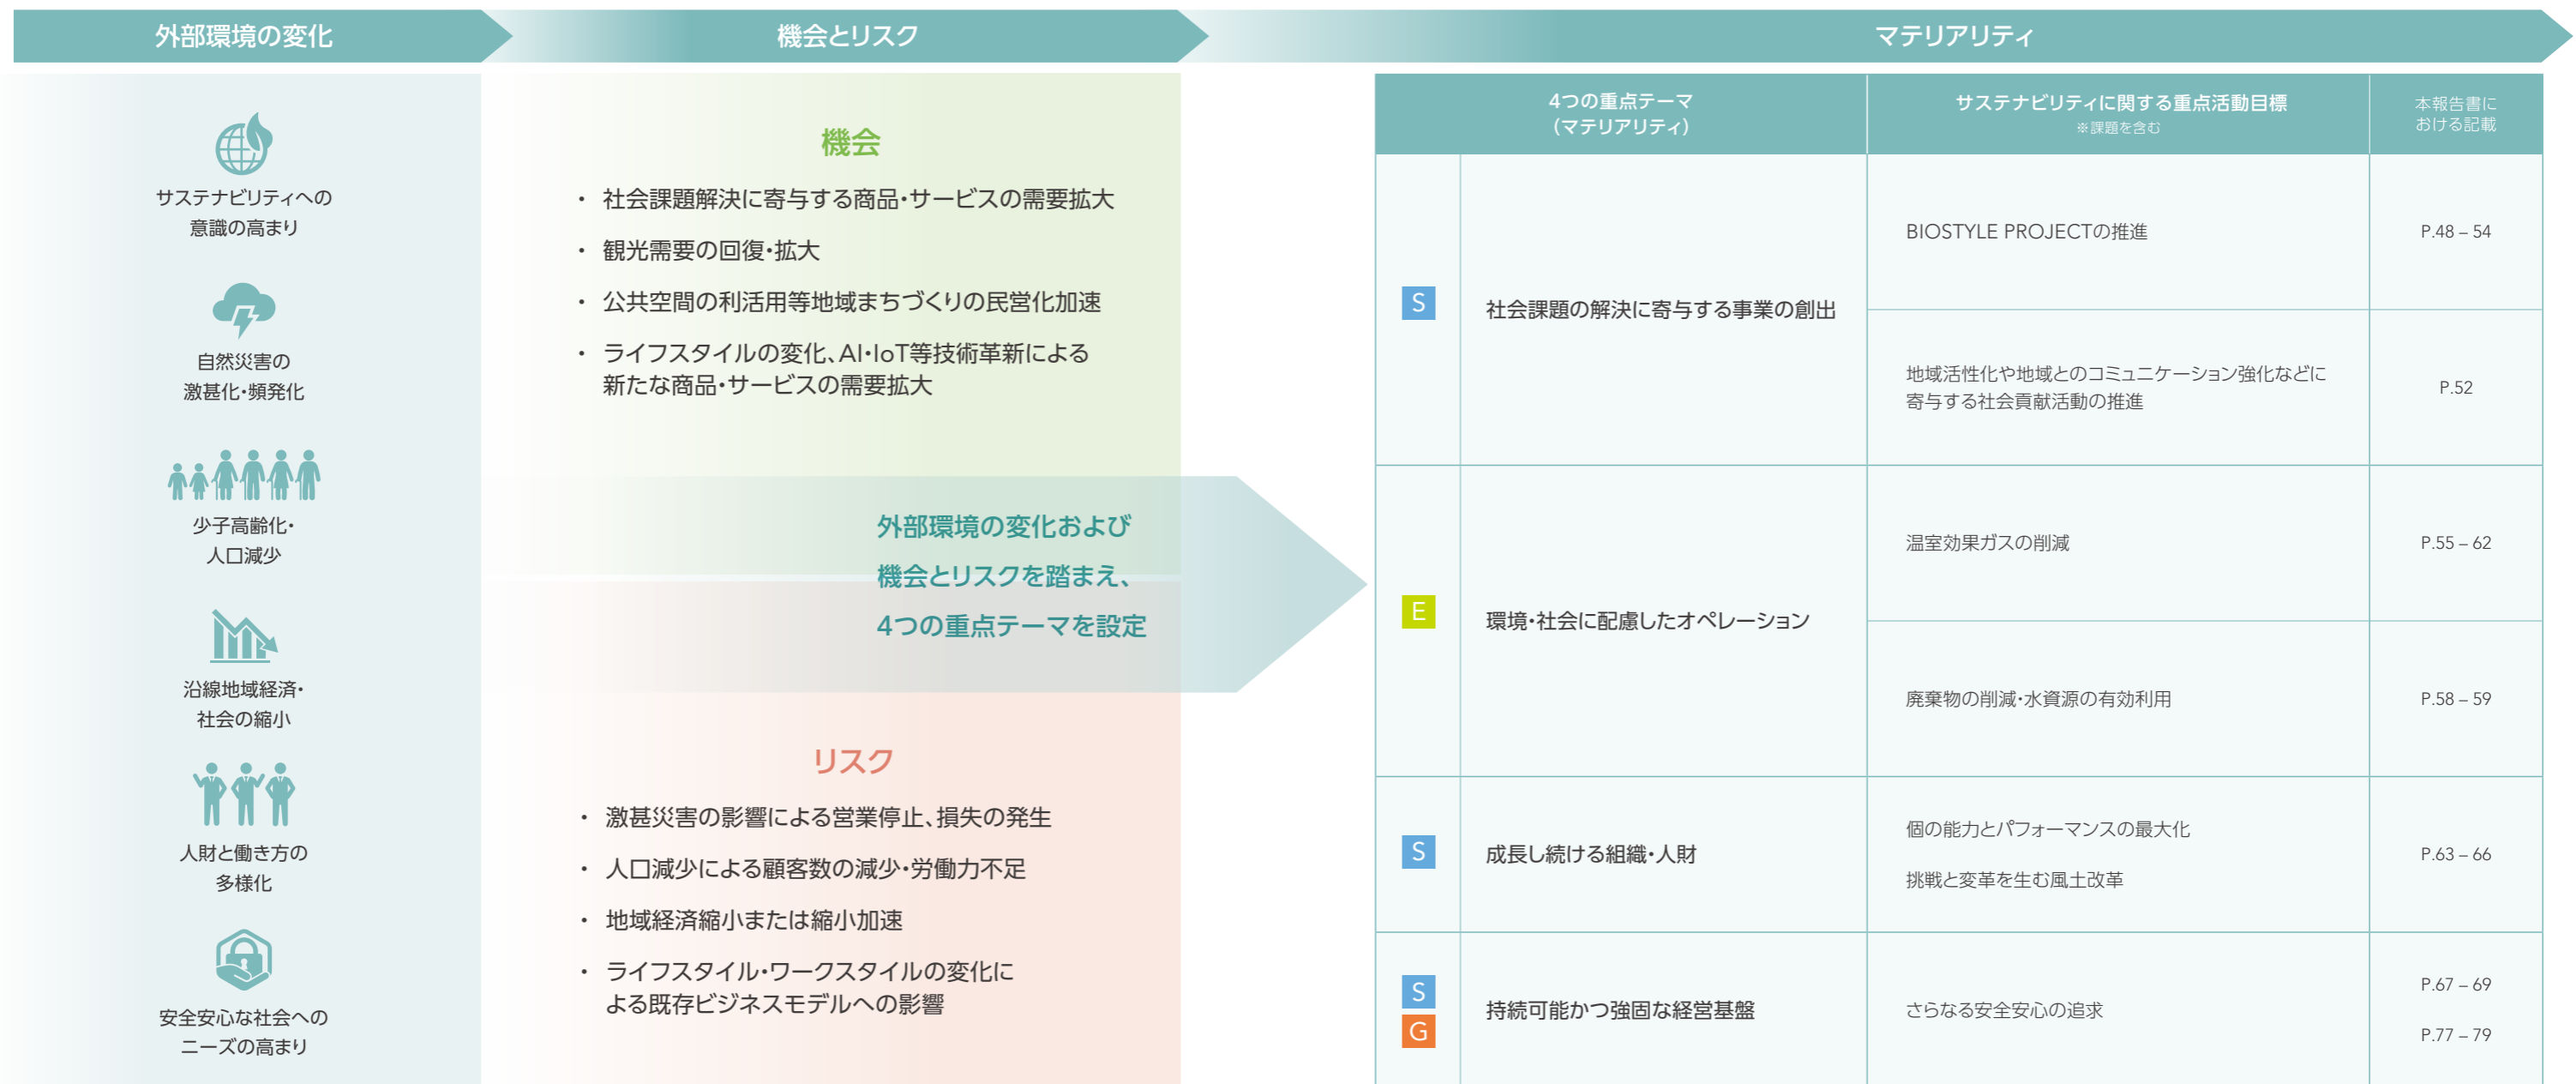 外部環境の変化
機会とリスク
マテリアリティ
サステナビリティへの
意識の高まり
自然災害の
激甚化・頻発化
少子高齢化・
人口減少
沿線地域経済・
社会の縮小
人財と働き方の
多様化
安全安心な社会への
ニーズの高まり
機会
・ 社会課題解決に寄与する商品・サービスの需要拡大
・ 観光需要の回復・拡大
・ 公共空間の利活用等地域まちづくりの民営化加速
・ ライフスタイルの変化、AI・IoT等技術革新による
新たな商品・サービスの需要拡大
外部環境の変化および
機会とリスクを踏まえ、
4つの重点テーマを設定
リスク
・ 激甚災害の影響による営業停止、損失の発生
・ 人口減少による顧客数の減少・労働力不足
・ 地域経済縮小または縮小加速
・ ライフスタイル・ワークスタイルの変化に
よる既存ビジネスモデルへの影響
4つの重点テーマ
（マテリアリティ）
サステナビリティに関する重点活動目標
※課題を含む
本報告書に
おける記載
S
社会課題の解決に寄与する事業の創出
BIOSTYLE PROJECTの推進
P.48 – 54
地域活性化や地域とのコミュニケーション強化などに
寄与する社会貢献活動の推進
P.52
E
環境・社会に配慮したオペレーション
温室効果ガスの削減
P.55 – 62
廃棄物の削減・水資源の有効利用
P.58 – 59
S
成長し続ける組織・人財
個の能力とパフォーマンスの最大化
挑戦と変革を生む風土改革
P.63 – 66
S
G
持続可能かつ強固な経営基盤
さらなる安全安心の追求
P.67 – 69
P.77 – 79